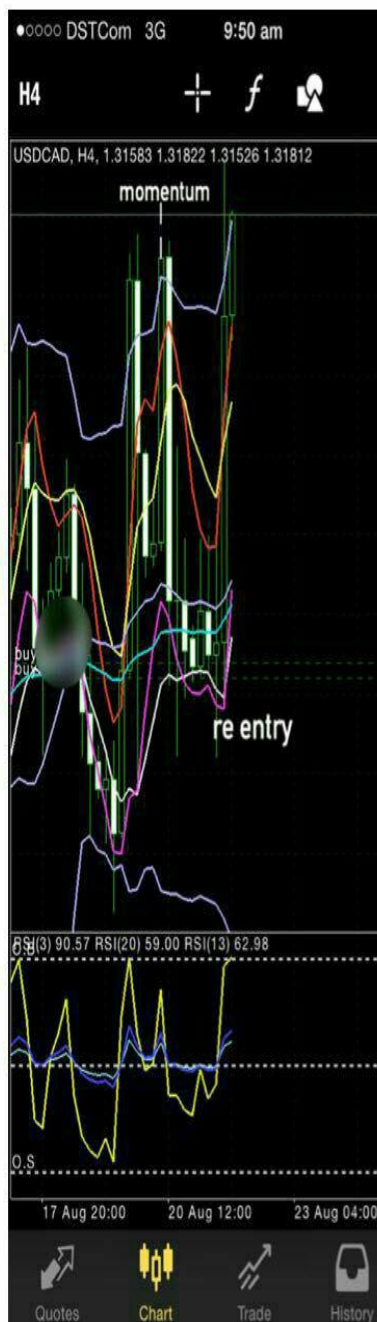 DSTCom 3G 9:50 am
H4 f
USDCAD, H4, 1.31583 1.31822 1.31526 1.31812
momentum
buy
buy
re entry
RSI(3) 90.57 RSI(20) 59.00 RSI(13) 62.98
O.B
O.S
17 Aug 20:00 20 Aug 12:00 23 Aug 04:00
Quotes Chart Trade History